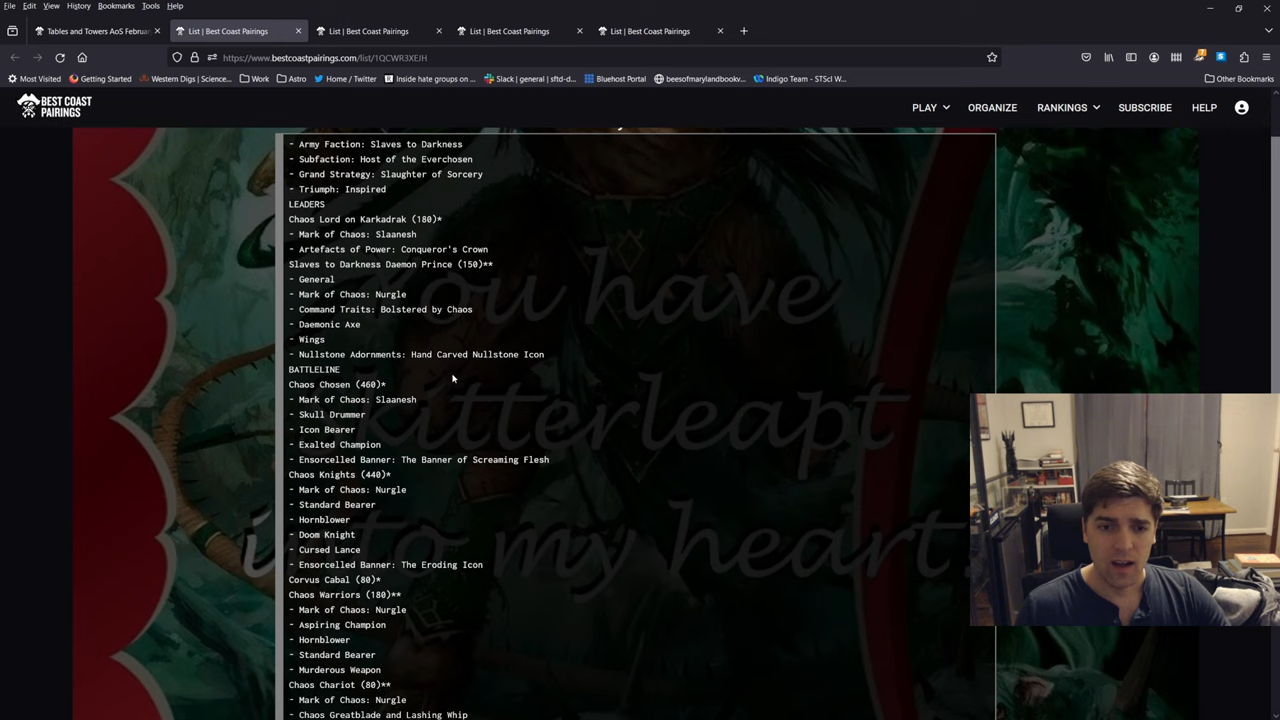 File Edit View History Bookmarks Tools Help
Tables and Towers AoS Februar
List | Best Coast Pairings
List | Best Coast Pairings
List | Best Coast Pairings
List | Best Coast Pairings
https://www.bestcoastpairings.com/list/1QCWR3XEJH
Most Visited Getting Started Western Digs | Science... Work Astro Home / Twitter Inside hate groups on ... Slack | general | sftd-d... Bluehost Portal beesofmarylandbookv... Indigo Team - STScI W... Other Bookmarks
BEST COAST
PAIRINGS
PLAY ORGANIZE RANKINGS SUBSCRIBE HELP
- Army Faction: Slaves to Darkness
- Subfaction: Host of the Everchosen
- Grand Strategy: Slaughter of Sorcery
- Triumph: Inspired
LEADERS
Chaos Lord on Karkadrak (180)*
- Mark of Chaos: Slaanesh
- Artefacts of Power: Conqueror's Crown
Slaves to Darkness Daemon Prince (150)**
- General
- Mark of Chaos: Nurgle
- Command Traits: Bolstered by Chaos
- Daemonic Axe
- Wings
- Nullstone Adornments: Hand Carved Nullstone Icon
BATTLELINE
Chaos Chosen (460)*
- Mark of Chaos: Slaanesh
- Skull Drummer
- Icon Bearer
- Exalted Champion
- Ensorcelled Banner: The Banner of Screaming Flesh
Chaos Knights (440)*
- Mark of Chaos: Nurgle
- Standard Bearer
- Hornblower
- Doom Knight
- Cursed Lance
- Ensorcelled Banner: The Eroding Icon
Corvus Cabal (80)*
Chaos Warriors (180)**
- Mark of Chaos: Nurgle
- Aspiring Champion
- Hornblower
- Standard Bearer
- Murderous Weapon
Chaos Chariot (80)**
- Mark of Chaos: Nurgle
- Chaos Greatblade and Lashing Whip
You have
skitterleapt
into my heart